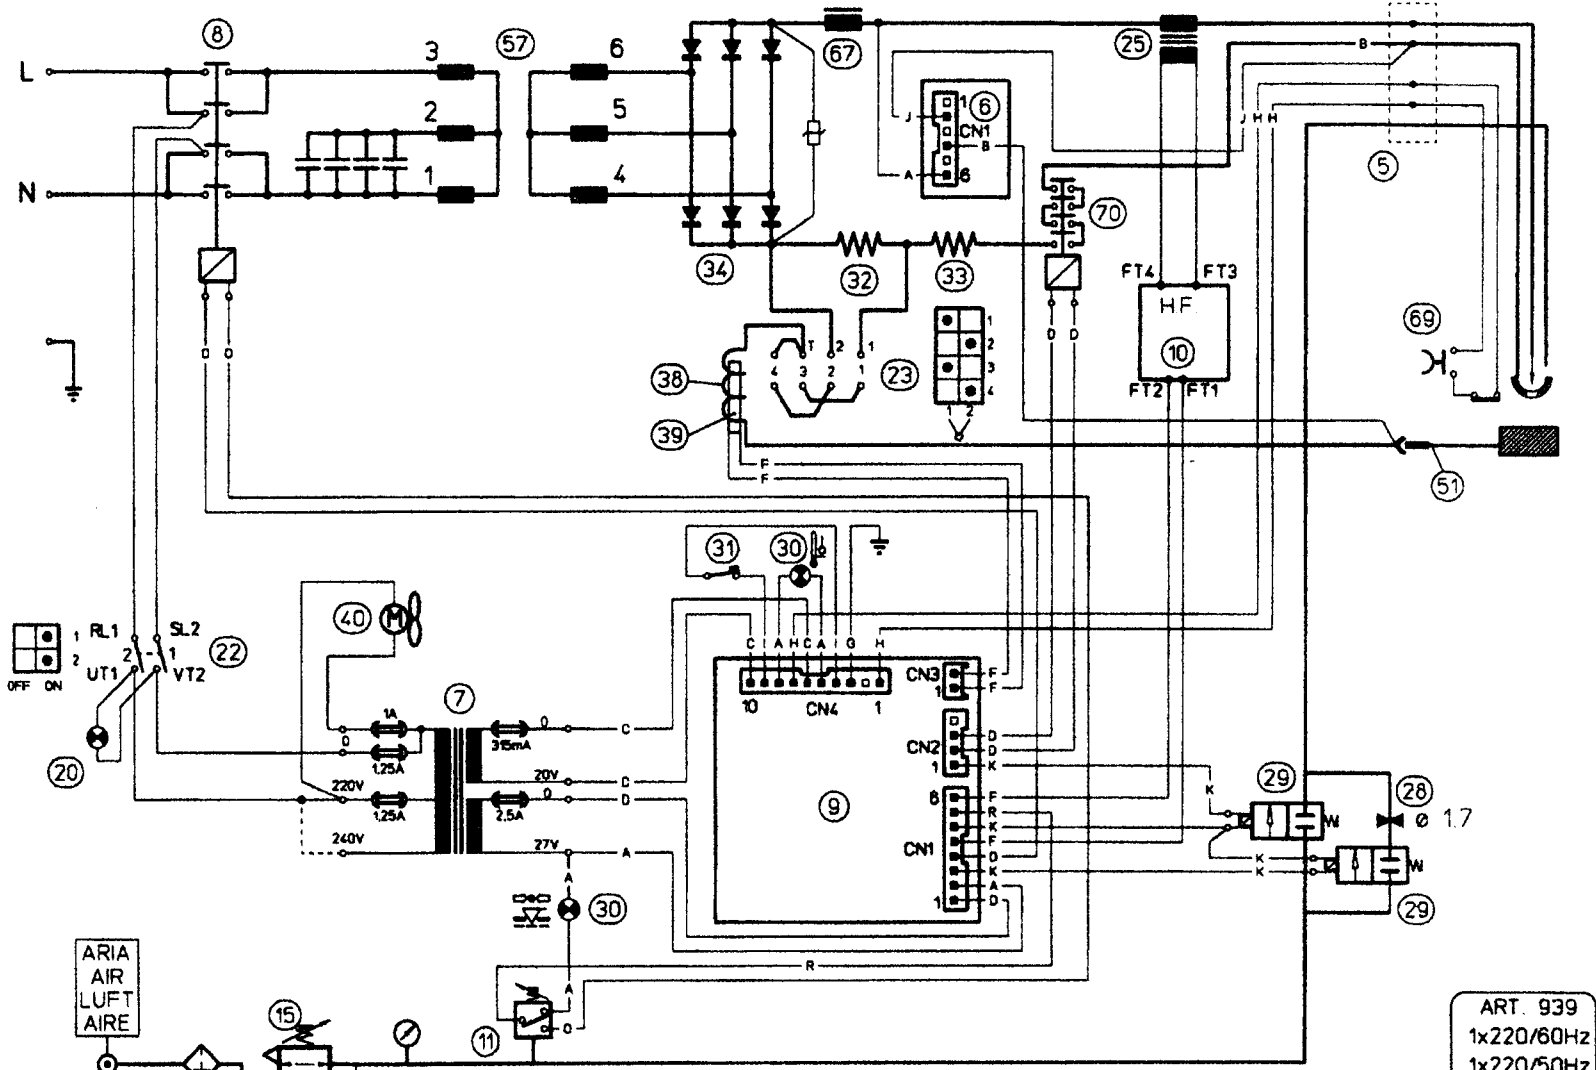 8
57
67
25
L
3
6
B
2
5
1
6
CN1
J
B
A
6
J
H
H
5
N
1
4
34
32
33
70
FT4
FT3
H.F.
10
FT2
FT1
69
D
D
D
D
T
2
1
4
3
2
1
23
1
2
3
4
1
2
38
39
F
F
51
31
30
40
M
C
I
A
H
C
A
I
G
H
1
2
OFF
ON
RL1
SL2
2
1
UT1
VT2
22
20
10
CN4
1
CN3
F
1
F
7
1A
0
315mA
0
C
1,25A
220V
20V
C
1,25A
2,5A
0
D
240V
27V
A
9
CN2
D
D
1
K
8
F
R
K
CN1
F
D
K
A
1
D
K
K
K
29
W
28
Ø 1.7
W
29
A
30
A
R
ARIA
AIR
LUFT
AIRE
15
11
D
ART. 939
1x220/60Hz
1x220/50Hz